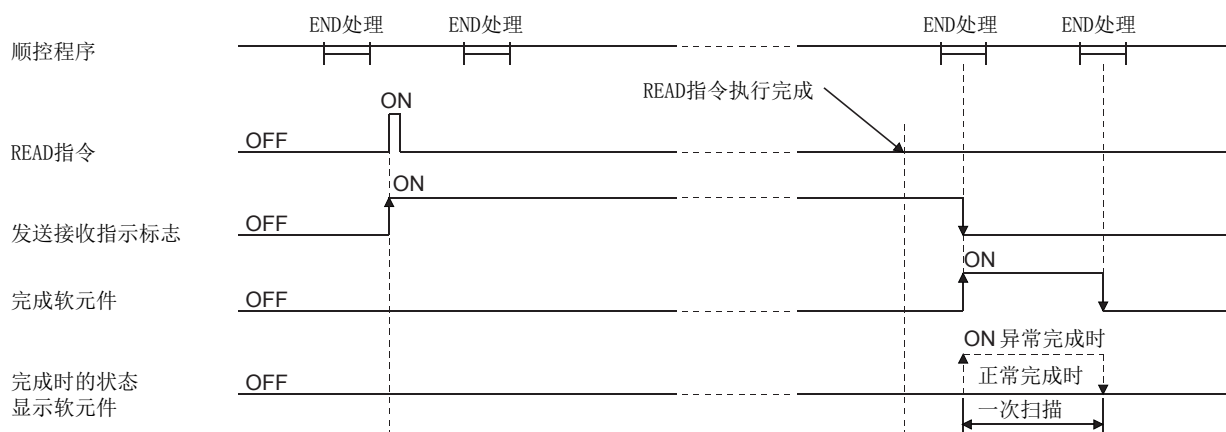 END处理
END处理
END处理
END处理
顺控程序
READ指令执行完成
ON
OFF
READ指令
ON
OFF
发送接收指示标志
ON
OFF
完成软元件
ON 异常完成时
OFF
正常完成时
完成时的状态
显示软元件
一次扫描